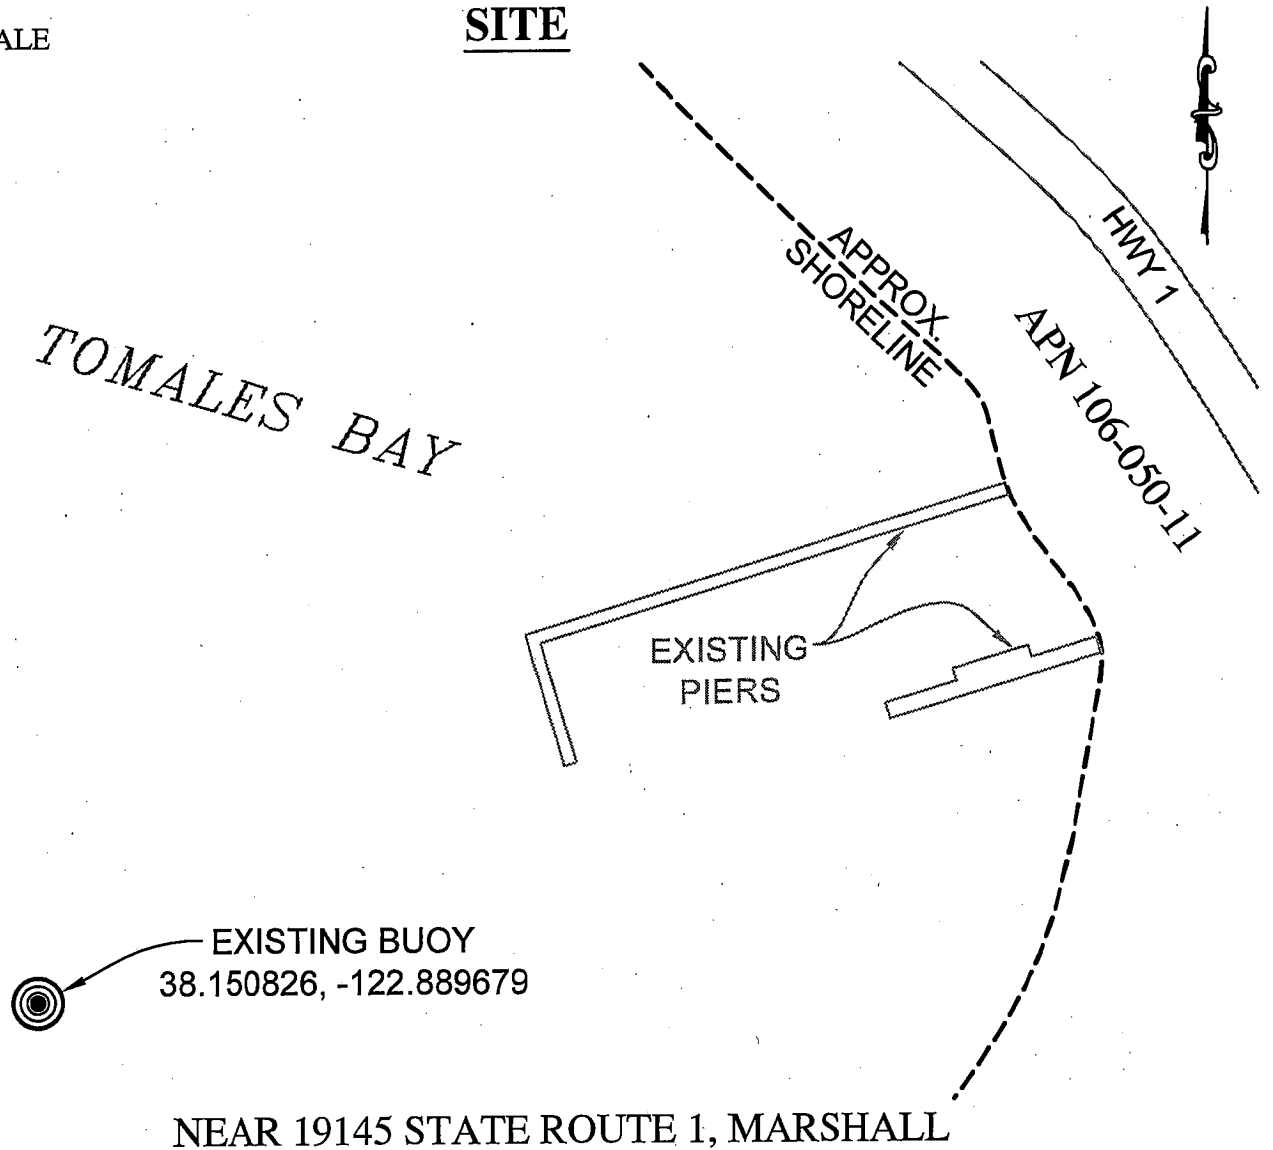 SITE
HWY 1
APPROX.
SHORELINE
APN 106-050-11
TOMALES BAY
EXISTING
PIERS
EXISTING BUOY
38.150826, -122.889679
NEAR 19145 STATE ROUTE 1, MARSHALL